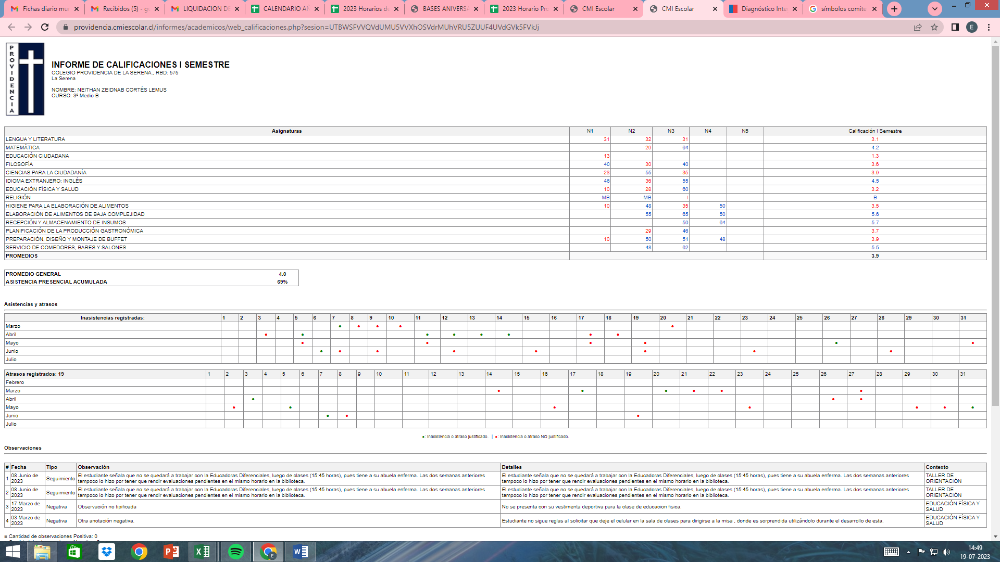 Fichas diario mu
Recibidos (5) - g
LIQUIDACION DE
CALENDARIO AÑ
2023 Horarios de
BASES ANIVERSA
2023 Horario Pro
CMI Escolar
CMI Escolar
Diagnóstico Inte
símbolos comite
providencia.cmiescolar.cl/informes/academicos/web_calificaciones.php?sesion=UTBWSFVVQVdUMU5VVXhOSVdrMUhVRU5ZUUF4UVdGVk5FVkJj
E
PROVIDENCIA
INFORME DE CALIFICACIONES I SEMESTRE
COLEGIO PROVIDENCIA DE LA SERENA., RBD: 575
La Serena
NOMBRE: NEITHAN ZEIDNAB CORTÉS LEMUS
CURSO: 3º Medio B
Asignaturas N1 N2 N3 N4 N5 Calificación I Semestre
LENGUA Y LITERATURA 31 32 31 3.1
MATEMÁTICA 20 64 4.2
EDUCACIÓN CIUDADANA 13 1.3
FILOSOFÍA 40 30 40 3.6
CIENCIAS PARA LA CIUDADANÍA 28 55 35 3.9
IDIOMA EXTRANJERO: INGLÉS 46 36 55 4.5
EDUCACIÓN FÍSICA Y SALUD 10 28 60 3.2
RELIGIÓN MB MB I B
HIGIENE PARA LA ELABORACIÓN DE ALIMENTOS 10 48 35 50 3.5
ELABORACIÓN DE ALIMENTOS DE BAJA COMPLEJIDAD 55 65 50 5.6
RECEPCIÓN Y ALMACENAMIENTO DE INSUMOS 50 64 5.7
PLANIFICACIÓN DE LA PRODUCCIÓN GASTRONÓMICA 29 46 3.7
PREPARACIÓN, DISEÑO Y MONTAJE DE BUFFET 10 50 51 48 3.9
SERVICIO DE COMEDORES, BARES Y SALONES 48 62 5.5
PROMEDIOS 3.9
PROMEDIO GENERAL 4.0
ASISTENCIA PRESENCIAL ACUMULADA 69%
Asistencias y atrasos
Inasistencias registradas: 1 2 3 4 5 6 7 8 9 10 11 12 13 14 15 16 17 18 19 20 21 22 23 24 25 26 27 28 29 30 31
Marzo
Abril
Mayo
Junio
Julio
Atrasos registrados: 19 1 2 3 4 5 6 7 8 9 10 11 12 13 14 15 16 17 18 19 20 21 22 23 24 25 26 27 28 29 30 31
Febrero
Marzo
Abril
Mayo
Junio
Julio
●: Inasistencia o atraso justificado. | ●: Inasistencia o atraso NO justificado.
Observaciones
# Fecha Tipo Observación Detalles Contexto
1 08 Junio de 2023 Seguimiento El estudiante señala que no se quedará a trabajar con la Educadoras Diferenciales, luego de clases (15:45 horas), pues tiene a su abuela enferma. Las dos semanas anteriores tampoco lo hizo por tener que rendir evaluaciones pendientes en el mismo horario en la biblioteca. El estudiante señala que no se quedará a trabajar con la Educadoras Diferenciales, luego de clases (15:45 horas), pues tiene a su abuela enferma. Las dos semanas anteriores tampoco lo hizo por tener que rendir evaluaciones pendientes en el mismo horario en la biblioteca. TALLER DE ORIENTACIÓN
2 08 Junio de 2023 Seguimiento El estudiante señala que no se quedará a trabajar con la Educadoras Diferenciales, luego de clases (15:45 horas), pues tiene a su abuela enferma. Las dos semanas anteriores tampoco lo hizo por tener que rendir evaluaciones pendientes en el mismo horario en la biblioteca. El estudiante señala que no se quedará a trabajar con la Educadoras Diferenciales, luego de clases (15:45 horas), pues tiene a su abuela enferma. Las dos semanas anteriores tampoco lo hizo por tener que rendir evaluaciones pendientes en el mismo horario en la biblioteca. TALLER DE ORIENTACIÓN
3 17 Marzo de 2023 Negativa Observación no tipificada No se presenta con su vestimenta deportiva para la clase de educacion fisica. EDUCACIÓN FÍSICA Y SALUD
4 03 Marzo de 2023 Negativa Otra anotación negativa. Estudiante no sigue reglas al solicitar que deje el celular en la sala de clases para dirigirse a la misa , donde es sorprendida utilizándolo durante el desarrollo de esta. EDUCACIÓN FÍSICA Y SALUD
Cantidad de observaciones Positiva: 0
14:49
19-07-2023